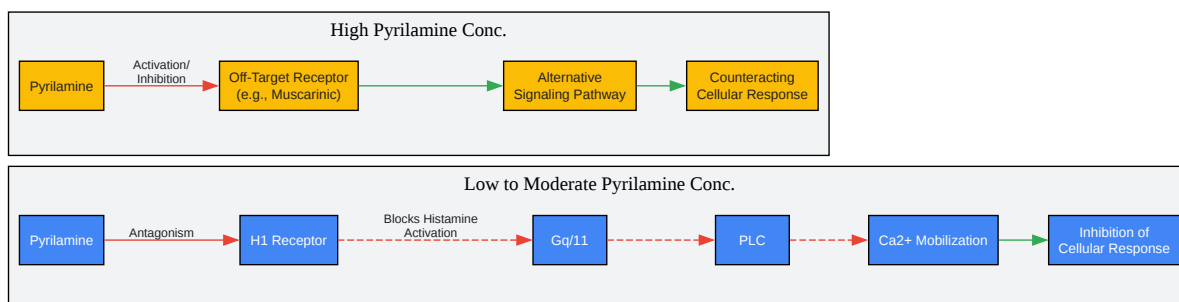 High Pyrilamine Conc.
Pyrilamine
Activation/
Inhibition
Off-Target Receptor
(e.g., Muscarinic)
Alternative
Signaling Pathway
Counteracting
Cellular Response
Low to Moderate Pyrilamine Conc.
Pyrilamine
Antagonism
H1 Receptor
Blocks Histamine
Activation
Gq/11
PLC
Ca2+ Mobilization
Inhibition of
Cellular Response